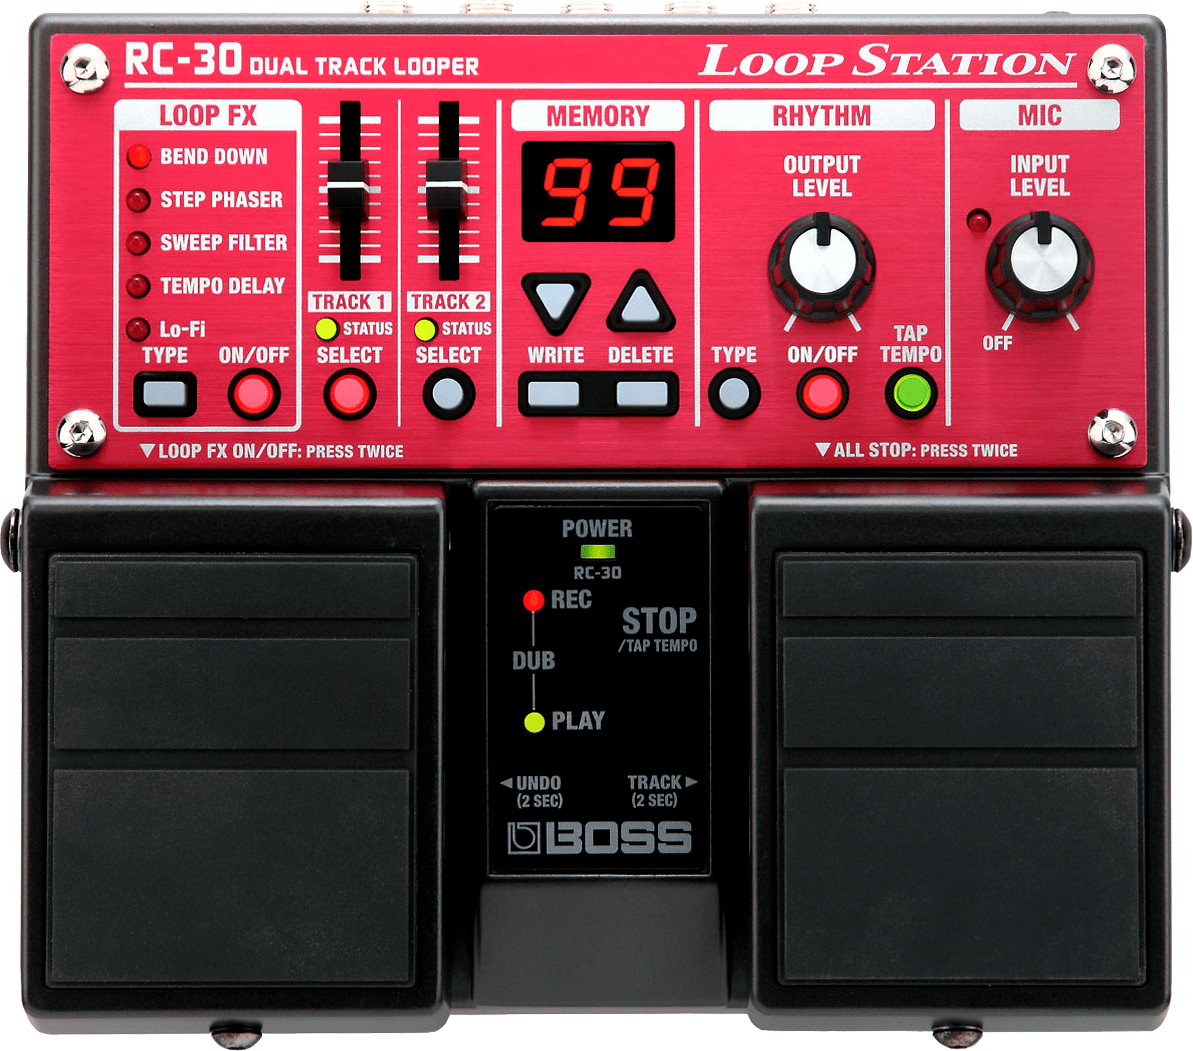 RC-30 DUAL TRACK LOOPER
LOOP STATION
LOOP FX
BEND DOWN
STEP PHASER
SWEEP FILTER
TEMPO DELAY
Lo-Fi
TYPE
ON/OFF
TRACK 1
STATUS
SELECT
TRACK 2
STATUS
SELECT
MEMORY
99
WRITE
DELETE
RHYTHM
OUTPUT
LEVEL
TYPE
ON/OFF
TAP
TEMPO
MIC
INPUT
LEVEL
OFF
▼LOOP FX ON/OFF: PRESS TWICE
▼ALL STOP: PRESS TWICE
POWER
RC-30
REC
STOP
/TAP TEMPO
DUB
PLAY
◀UNDO
(2 SEC)
TRACK▶
(2 SEC)
BOSS